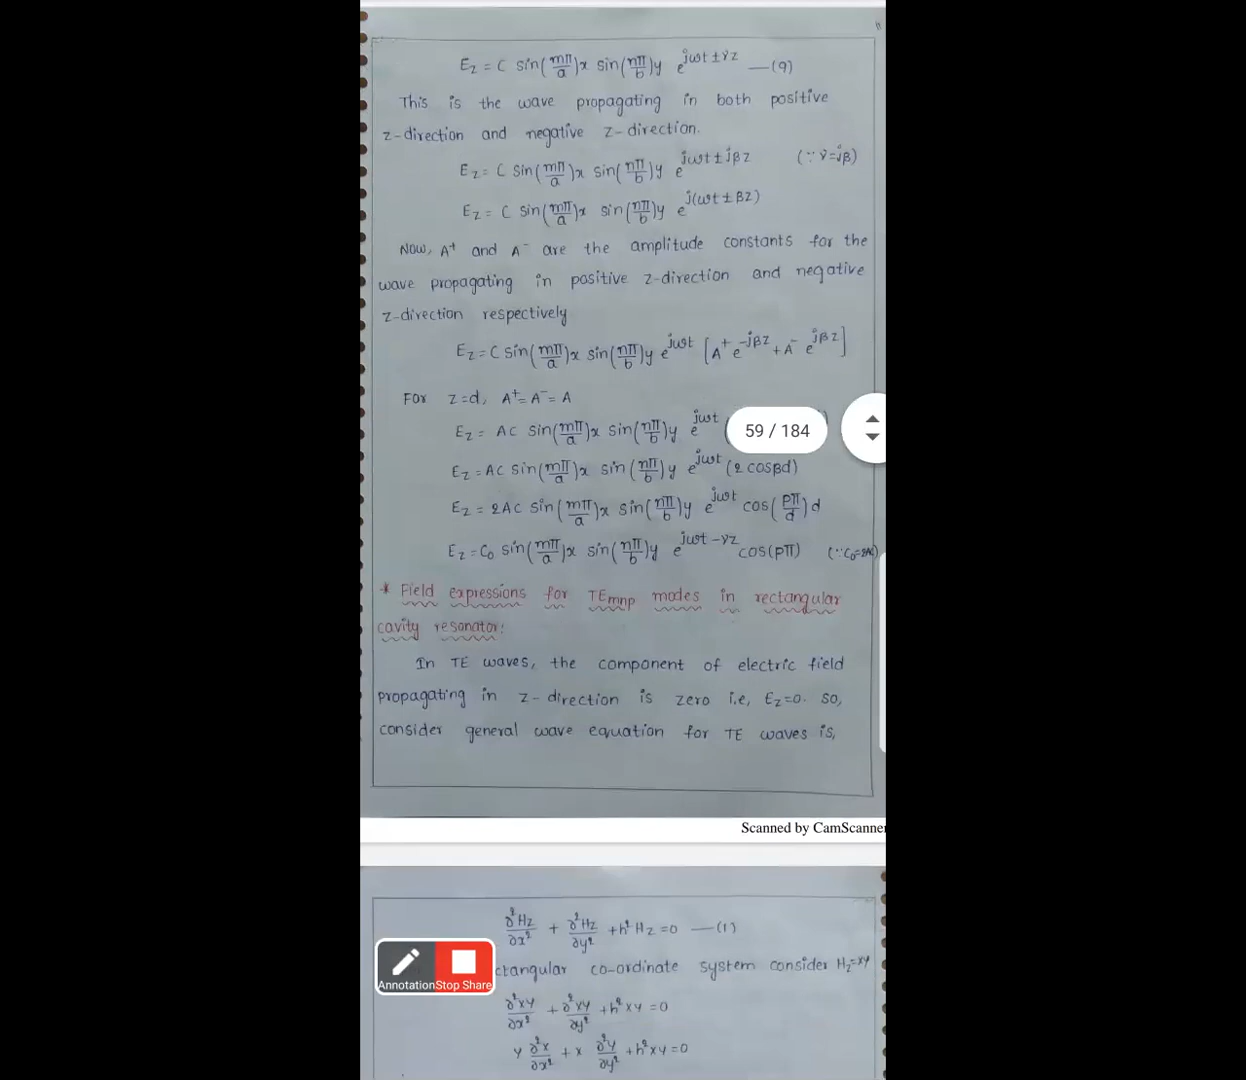 Ez = C sin(mπ/a)x sin(nπ/b)y e^jωt±γz —(9)
This is the wave propagating in both positive
z-direction and negative z-direction.
Ez = C sin(mπ/a)x sin(nπ/b)y e^jωt±jβz (∵ γ=jβ)
Ez = C sin(mπ/a)x sin(nπ/b)y e^j(ωt±βz)
Now, A⁺ and A⁻ are the amplitude constants for the
wave propagating in positive z-direction and negative
z-direction respectively
Ez = C sin(mπ/a)x sin(nπ/b)y e^jωt [A⁺e^-jβz + A⁻ e^jβz]
For z=d, A⁺=A⁻=A
Ez = AC sin(mπ/a)x sin(nπ/b)y e^jωt (
59 / 184
Ez = AC sin(mπ/a)x sin(nπ/b)y e^jωt (2 cosβd)
Ez = 2AC sin(mπ/a)x sin(nπ/b)y e^jωt cos(pπ/d)d
Ez = C₀ sin(mπ/a)x sin(nπ/b)y e^jωt-γz cos(pπ) (∵C₀=2AC)
* Field expressions for TEmnp modes in rectangular
cavity resonator:
In TE waves, the component of electric field
propagating in z-direction is zero i.e, Ez=0. so,
consider general wave equation for TE waves is,
Scanned by CamScanner
∂²Hz/∂x² + ∂²Hz/∂y² + h²Hz = 0 —(1)
ctangular co-ordinate system consider Hz=xy
Annotation Stop Share
∂²xy/∂x² + ∂²xy/∂y² + h²xy = 0
y ∂²x/∂x² + x ∂²y/∂y² + h²xy = 0